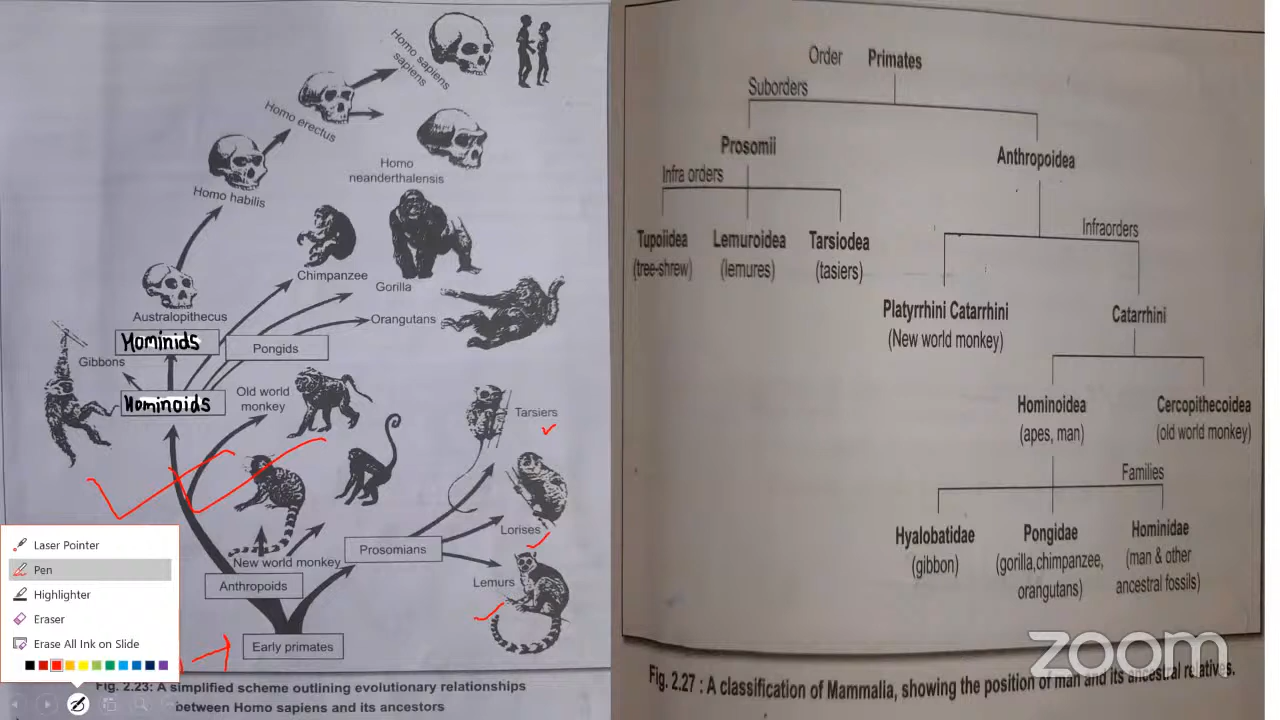 Homo sapiens
sapiens
Homo erectus
Homo
neanderthalensis
Homo habilis
Chimpanzee
Gorilla
Australopithecus
Orangutans
Hominids
Pongids
Gibbons
Hominoids
Old world
monkey
Tarsiers
Lorises
Prosomians
New world monkey
Lemurs
Anthropoids
Early primates
Fig. 2.23: A simplified scheme outlining evolutionary relationships
between Homo sapiens and its ancestors
Laser Pointer
Pen
Highlighter
Eraser
Erase All Ink on Slide
Order Primates
Suborders
Prosomii
Anthropoidea
Infra orders
Infraorders
Tupoiidea Lemuroidea Tarsiodea
(tree-shrew) (lemures) (tasiers)
Platyrrhini Catarrhini
(New world monkey)
Catarrhini
Hominoidea
(apes, man)
Cercopithecoidea
(old world monkey)
Families
Hyalobatidae
(gibbon)
Pongidae
(gorilla,chimpanzee,
orangutans)
Hominidae
(man & other
ancestral fossils)
Fig. 2.27 : A classification of Mammalia, showing the position of man and its ancestral relatives.
zoom